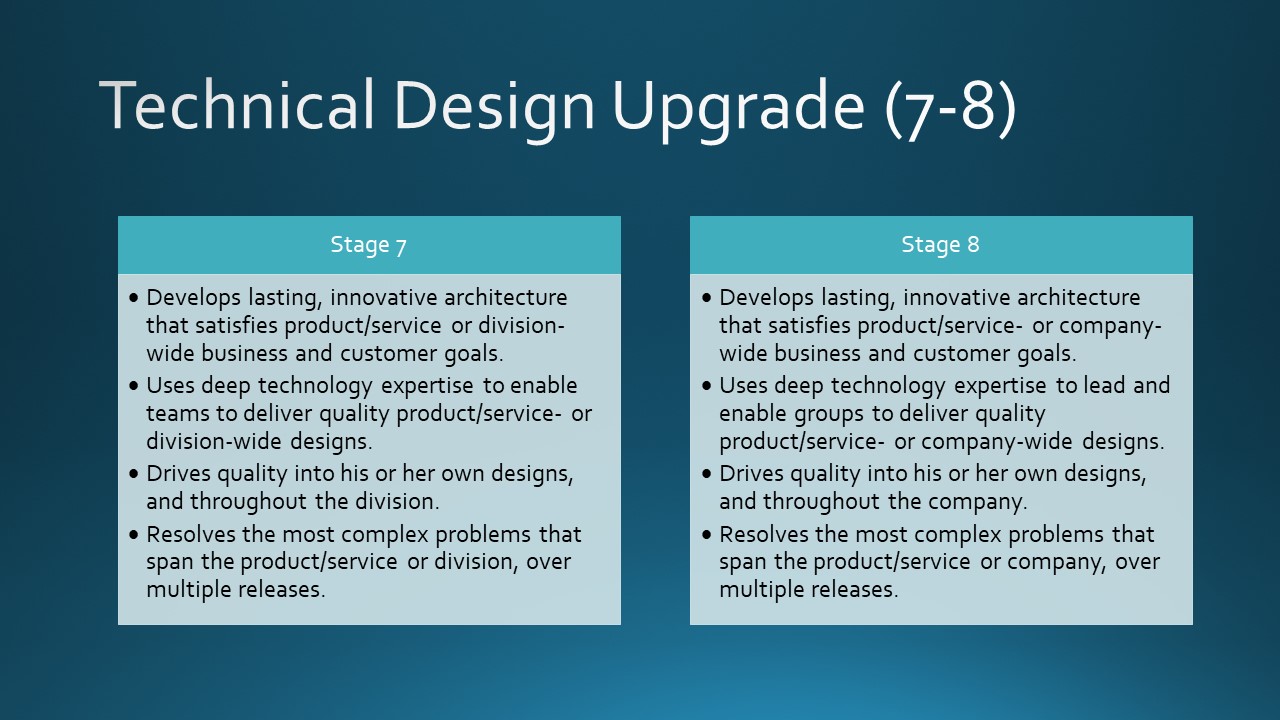 Technical Design Upgrade (7-8)
Stage 7
• Develops lasting, innovative architecture
that satisfies product/service or division-
wide business and customer goals.
• Uses deep technology expertise to enable
teams to deliver quality product/service- or
division-wide designs.
• Drives quality into his or her own designs,
and throughout the division.
• Resolves the most complex problems that
span the product/service or division, over
multiple releases.
Stage 8
• Develops lasting, innovative architecture
that satisfies product/service- or company-
wide business and customer goals.
• Uses deep technology expertise to lead and
enable groups to deliver quality
product/service- or company-wide designs.
• Drives quality into his or her own designs,
and throughout the company.
• Resolves the most complex problems that
span the product/service or company, over
multiple releases.